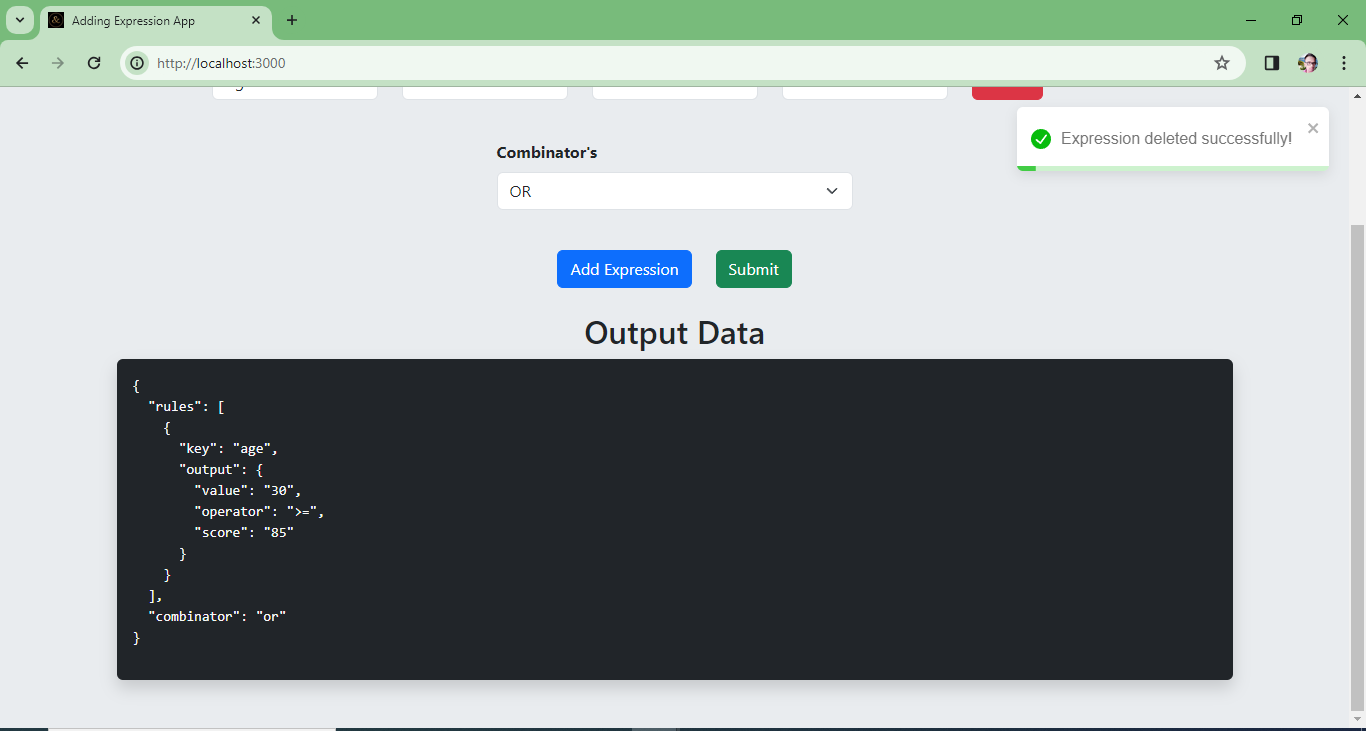 Adding Expression App
http://localhost:3000
Expression deleted successfully!
Combinator's
OR
Add Expression
Submit
Output Data
{
"rules": [
{
"key": "age",
"output": {
"value": "30",
"operator": ">=",
"score": "85"
}
}
],
"combinator": "or"
}